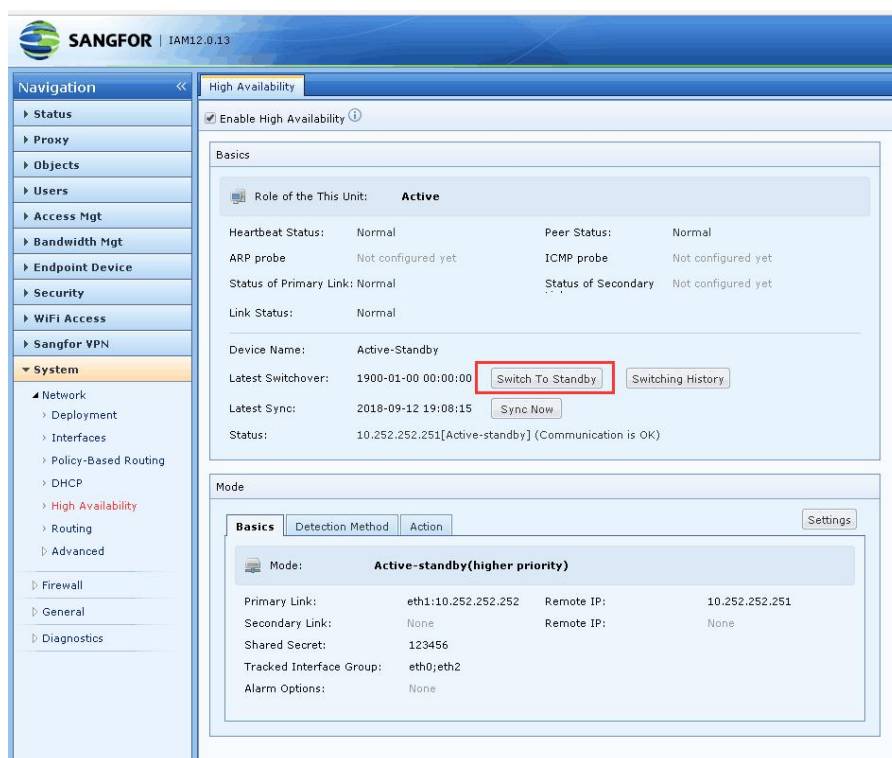 SANGFOR | IAM12.0.13
Navigation «
Status
Proxy
Objects
Users
Access Mgt
Bandwidth Mgt
Endpoint Device
Security
WiFi Access
Sangfor VPN
System
Network
Deployment
Interfaces
Policy-Based Routing
DHCP
High Availability
Routing
Advanced
Firewall
General
Diagnostics
High Availability
Enable High Availability
Basics
Role of the This Unit: Active
Heartbeat Status: Normal Peer Status: Normal
ARP probe Not configured yet ICMP probe Not configured yet
Status of Primary Link: Normal Status of Secondary Not configured yet
Link Status: Normal
Device Name: Active-Standby
Latest Switchover: 1900-01-00 00:00:00 Switch To Standby Switching History
Latest Sync: 2018-09-12 19:08:15 Sync Now
Status: 10.252.252.251[Active-standby] (Communication is OK)
Mode
Basics Detection Method Action Settings
Mode: Active-standby(higher priority)
Primary Link: eth1:10.252.252.252 Remote IP: 10.252.252.251
Secondary Link: None Remote IP: None
Shared Secret: 123456
Tracked Interface Group: eth0;eth2
Alarm Options: None